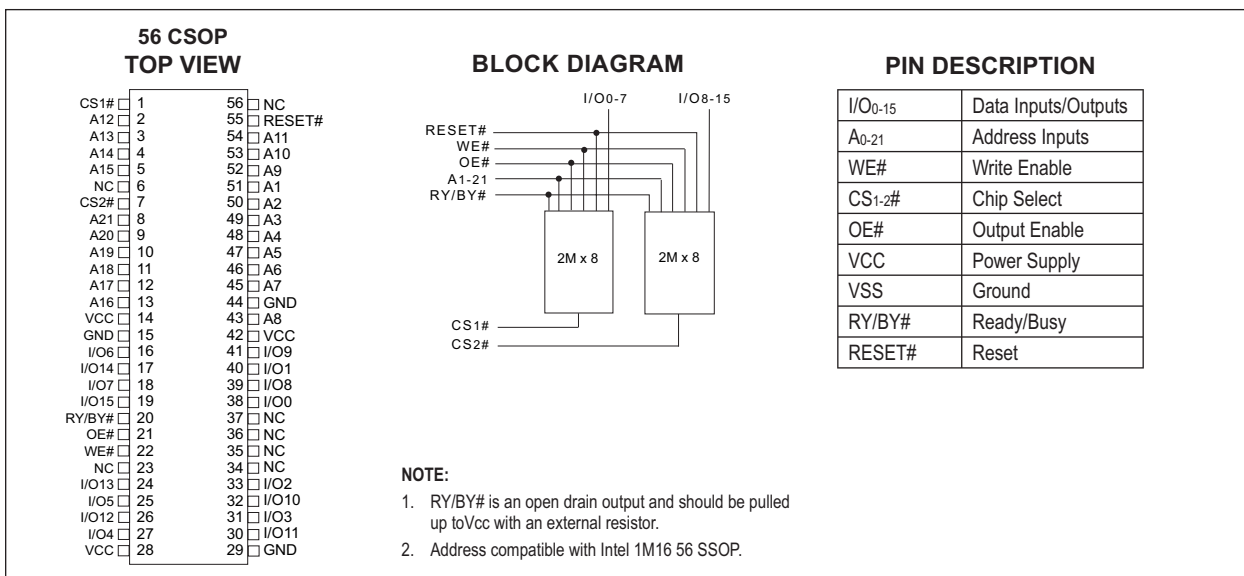 56 CSOP
TOP VIEW
CS1# 1 56 NC
A12 2 55 RESET#
A13 3 54 A11
A14 4 53 A10
A15 5 52 A9
NC 6 51 A1
CS2# 7 50 A2
A21 8 49 A3
A20 9 48 A4
A19 10 47 A5
A18 11 46 A6
A17 12 45 A7
A16 13 44 GND
VCC 14 43 A8
GND 15 42 VCC
I/O6 16 41 I/O9
I/O14 17 40 I/O1
I/O7 18 39 I/O8
I/O15 19 38 I/O0
RY/BY# 20 37 NC
OE# 21 36 NC
WE# 22 35 NC
NC 23 34 NC
I/O13 24 33 I/O2
I/O5 25 32 I/O10
I/O12 26 31 I/O3
I/O4 27 30 I/O11
VCC 28 29 GND
BLOCK DIAGRAM
I/O0-7 I/O8-15
RESET#
WE#
OE#
A1-21
RY/BY#
2M x 8 2M x 8
CS1#
CS2#
NOTE:
1. RY/BY# is an open drain output and should be pulled
up toVcc with an external resistor.
2. Address compatible with Intel 1M16 56 SSOP.
PIN DESCRIPTION
I/O0-15 Data Inputs/Outputs
A0-21 Address Inputs
WE# Write Enable
CS1-2# Chip Select
OE# Output Enable
VCC Power Supply
VSS Ground
RY/BY# Ready/Busy
RESET# Reset